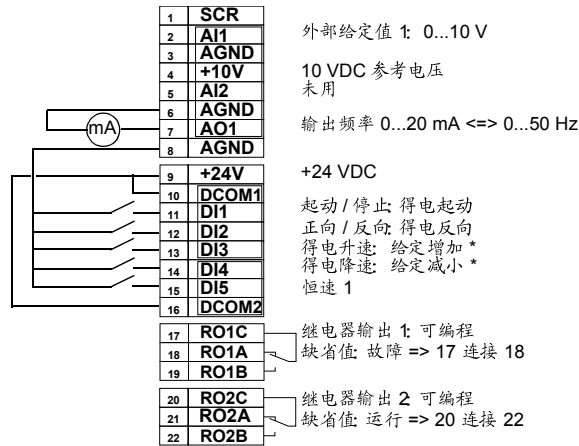 1 SCR
2 AI1 外部给定值 1: 0...10 V
3 AGND
4 +10V 10 VDC 参考电压
5 AI2 未用
6 AGND
7 AO1 输出频率 0...20 mA <=> 0...50 Hz
mA
8 AGND
9 +24V +24 VDC
10 DCOM1
11 DI1 起动 / 停止: 得电起动
12 DI2 正向 / 反向: 得电反向
13 DI3 得电升速: 给定增加 *
14 DI4 得电降速: 给定减小 *
15 DI5 恒速 1
16 DCOM2
17 RO1C 继电器输出 1: 可编程
18 RO1A 缺省值: 故障 => 17 连接 18
19 RO1B
20 RO2C 继电器输出 2: 可编程
21 RO2A 缺省值: 运行 => 20 连接 22
22 RO2B